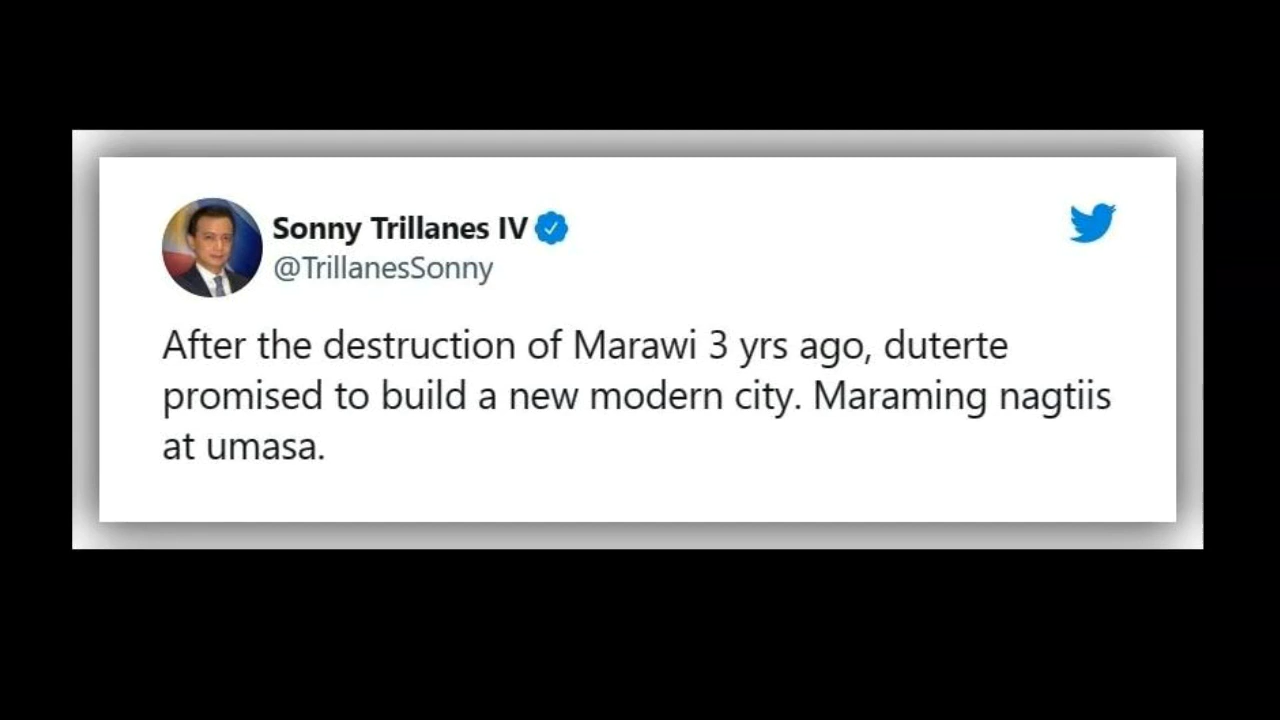 Sonny Trillanes IV
@TrillanesSonny
After the destruction of Marawi 3 yrs ago, duterte
promised to build a new modern city. Maraming nagtiis
at umasa.